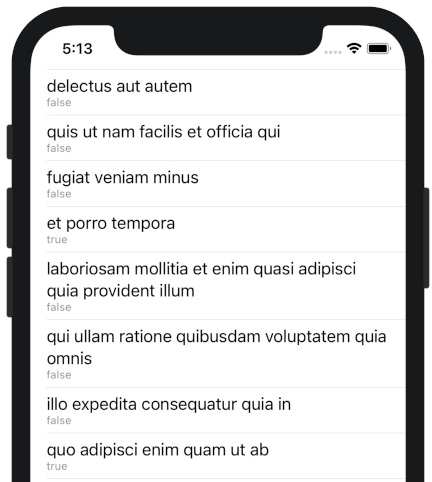 5:13
delectus aut autem
false
quis ut nam facilis et officia qui
false
fugiat veniam minus
false
et porro tempora
true
laboriosam mollitia et enim quasi adipisci
quia provident illum
false
qui ullam ratione quibusdam voluptatem quia
omnis
false
illo expedita consequatur quia in
false
quo adipisci enim quam ut ab
true